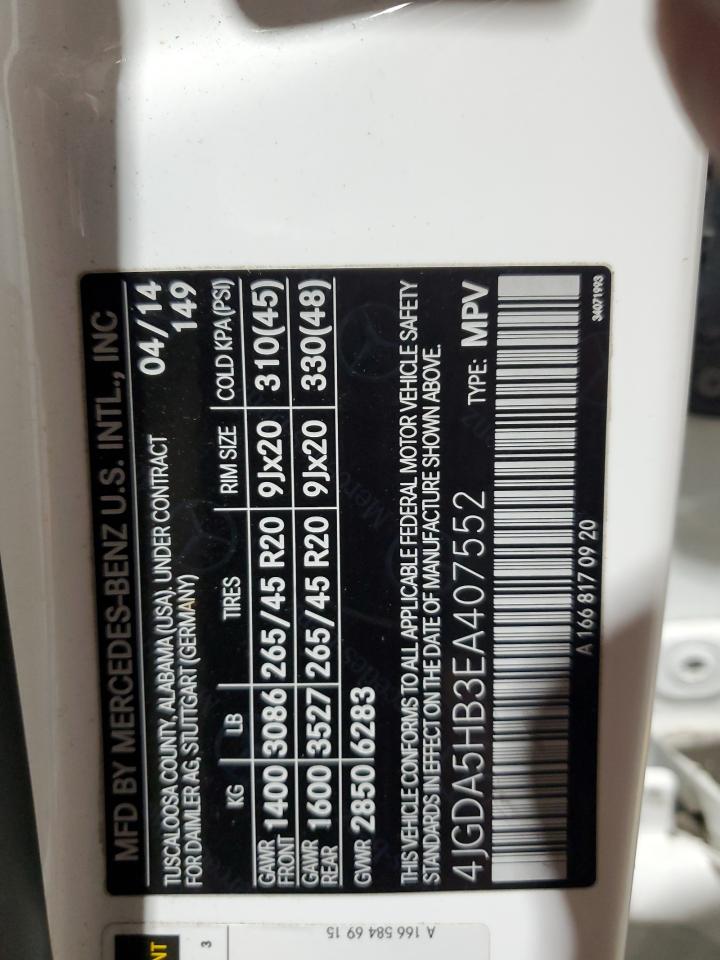 MFD BY MERCEDES-BENZ U.S. INTL., INC
TUSCALOOSA COUNTY, ALABAMA (USA), UNDER CONTRACT 04/14
FOR DAIMLER AG, STUTTGART (GERMANY) 149
KG LB TIRES RIM SIZE COLD KPA(PSI)
GAWR FRONT 1400 3086 265/45 R20 9Jx20 310(45)
GAWR REAR 1600 3527 265/45 R20 9Jx20 330(48)
GVWR 2850 6283
THIS VEHICLE CONFORMS TO ALL APPLICABLE FEDERAL MOTOR VEHICLE SAFETY
STANDARDS IN EFFECT ON THE DATE OF MANUFACTURE SHOWN ABOVE.
4JGDA5HB3EA407552 TYPE: MPV
A 166 817 09 20
34071993
A 166 584 69 15
3